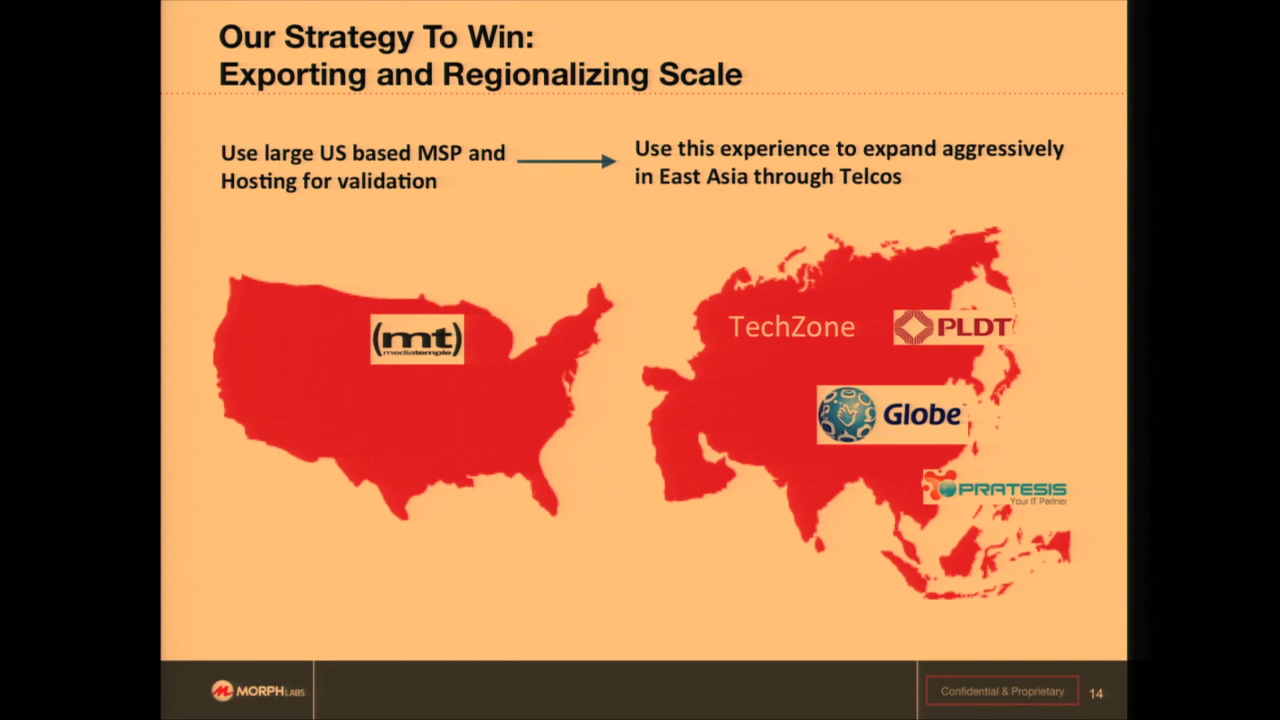 Our Strategy To Win:
Exporting and Regionalizing Scale
Use large US based MSP and
Hosting for validation
Use this experience to expand aggressively
in East Asia through Telcos
(mt)
mediatemple
TechZone
PLDT
Globe
PRATESIS
Your IT Partner
MORPHLABS
Confidential & Proprietary
14